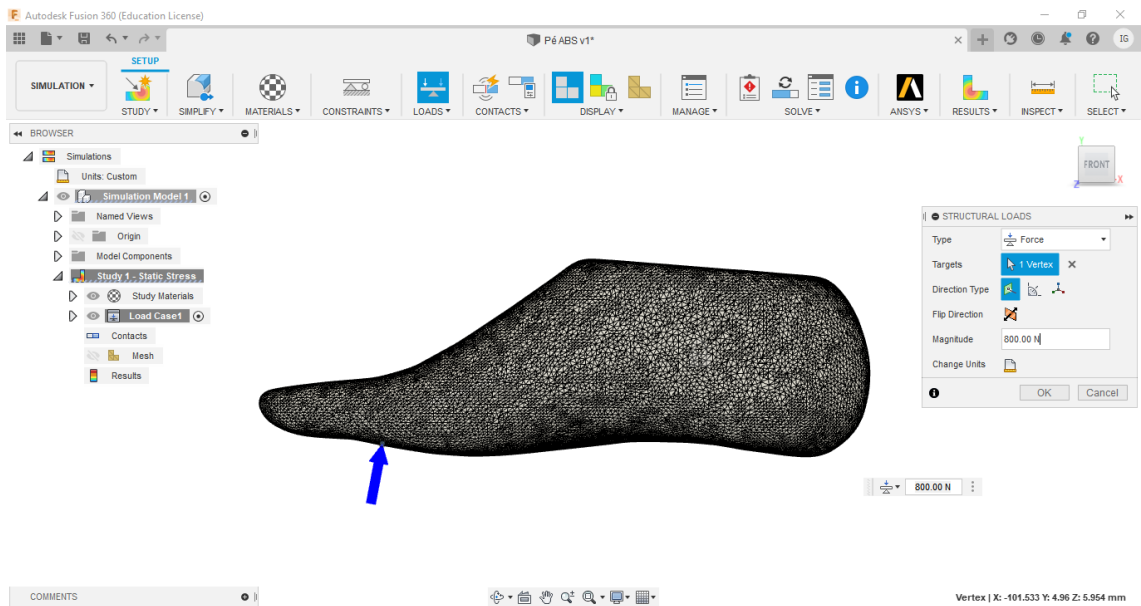 Autodesk Fusion 360 (Education License)
Pé ABS v1*
IG
SETUP
SIMULATION
STUDY
SIMPLIFY
MATERIALS
CONSTRAINTS
LOADS
CONTACTS
DISPLAY
MANAGE
SOLVE
ANSYS
RESULTS
INSPECT
SELECT
BROWSER
Simulations
Units: Custom
Simulation Model 1
Named Views
Origin
Model Components
Study 1 - Static Stress
Study Materials
Load Case1
Contacts
Mesh
Results
Y
FRONT
Z
X
STRUCTURAL LOADS
Type Force
Targets 1 Vertex
Direction Type
Flip Direction
Magnitude 800.00 N
Change Units
OK Cancel
800.00 N
COMMENTS
Vertex | X: -101.533 Y: 4.96 Z: 5.954 mm